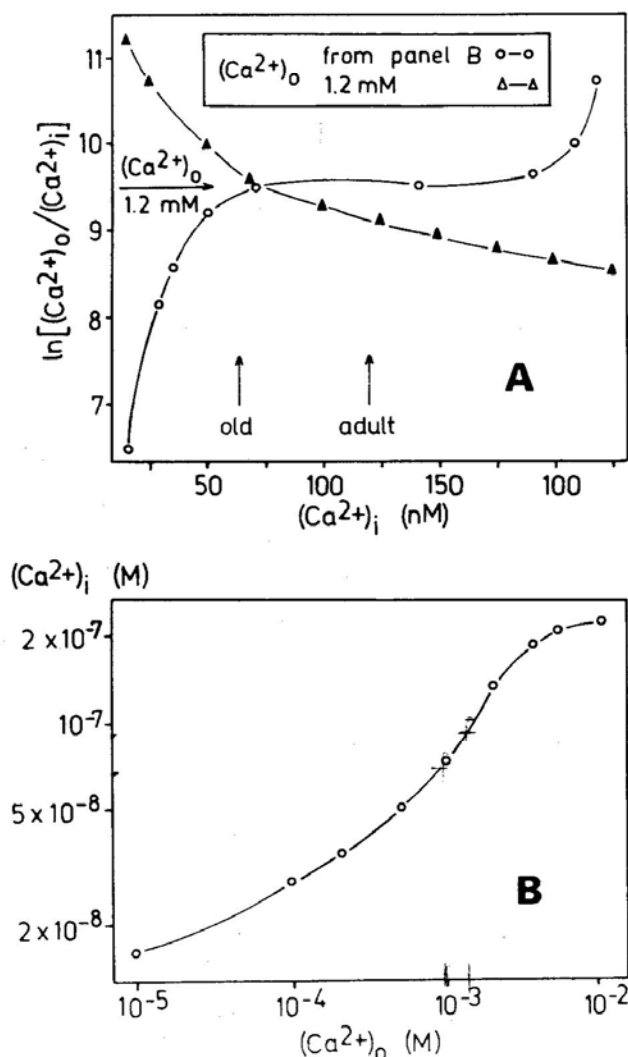 (Ca²⁺)ₒ from panel B o–o
1.2 mM ▲–▲
11
10
9
8
7
ln[(Ca²⁺)ₒ/(Ca²⁺)ᵢ]
(Ca²⁺)ₒ
1.2 mM
old
adult
A
50
100
150
100
(Ca²⁺)ᵢ (nM)
(Ca²⁺)ᵢ (M)
2 x 10⁻⁷
10⁻⁷
5 x 10⁻⁸
2 x 10⁻⁸
B
10⁻⁵
10⁻⁴
10⁻³
10⁻²
(Ca²⁺)ₒ (M)